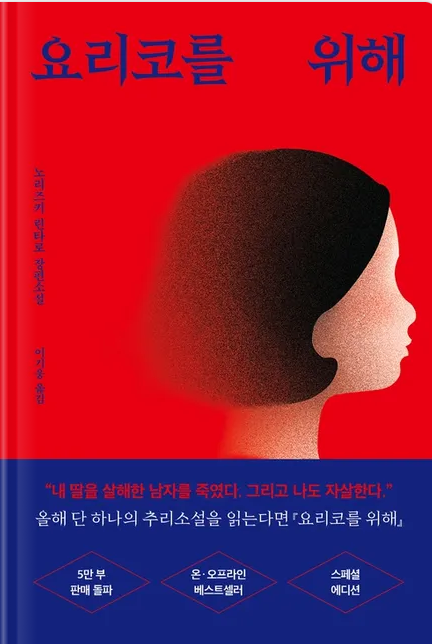 요리코를 위해
노리즈키 린타로 장편소설
이기웅 옮김
“내 딸을 살해한 남자를 죽였다. 그리고 나도 자살한다.”
올해 단 하나의 추리소설을 읽는다면 『요리코를 위해』
5만 부
판매 돌파
온·오프라인
베스트셀러
스페셜
에디션